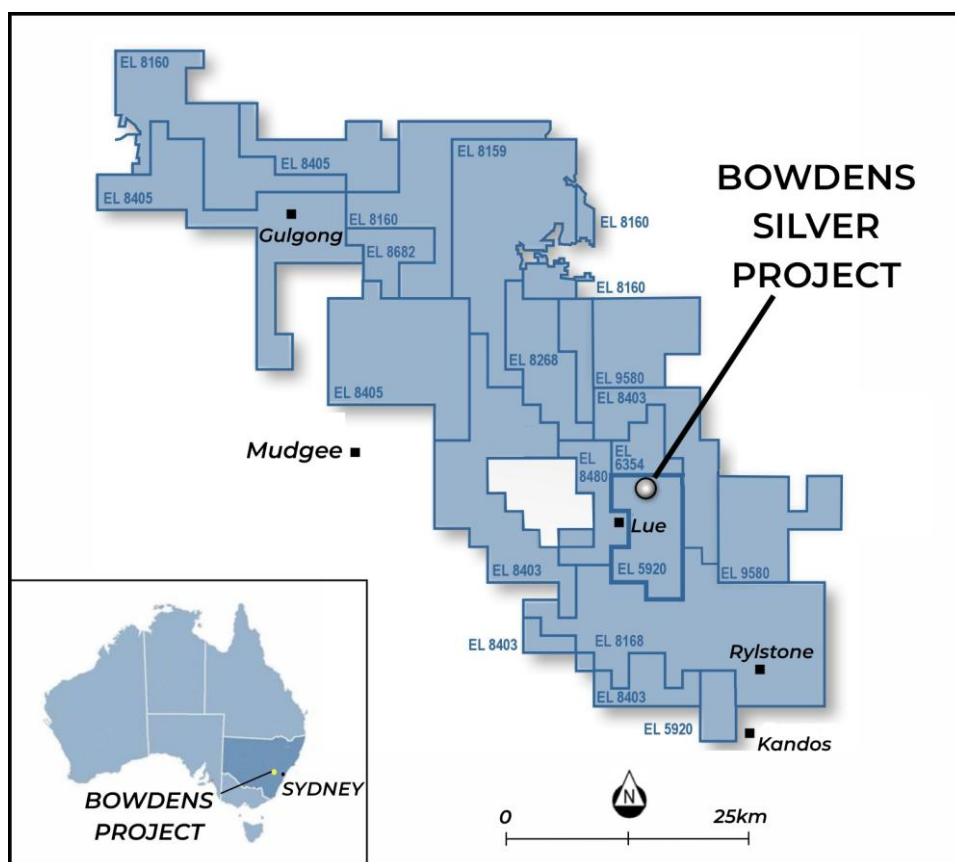 EL 8160
EL 8405
EL 8159
EL 8405
EL 8160
EL 8160
Gulgong
EL 8682
EL 8160
BOWDENS
SILVER
PROJECT
EL 8268
EL 9580
EL 8405
EL 8403
Mudgee
EL
8480
EL
6354
Lue
EL 8403
EL 5920
EL 9580
EL 8403
EL 8168
Rylstone
EL 8403
EL 5920
Kandos
SYDNEY
BOWDENS
PROJECT
N
0
25km